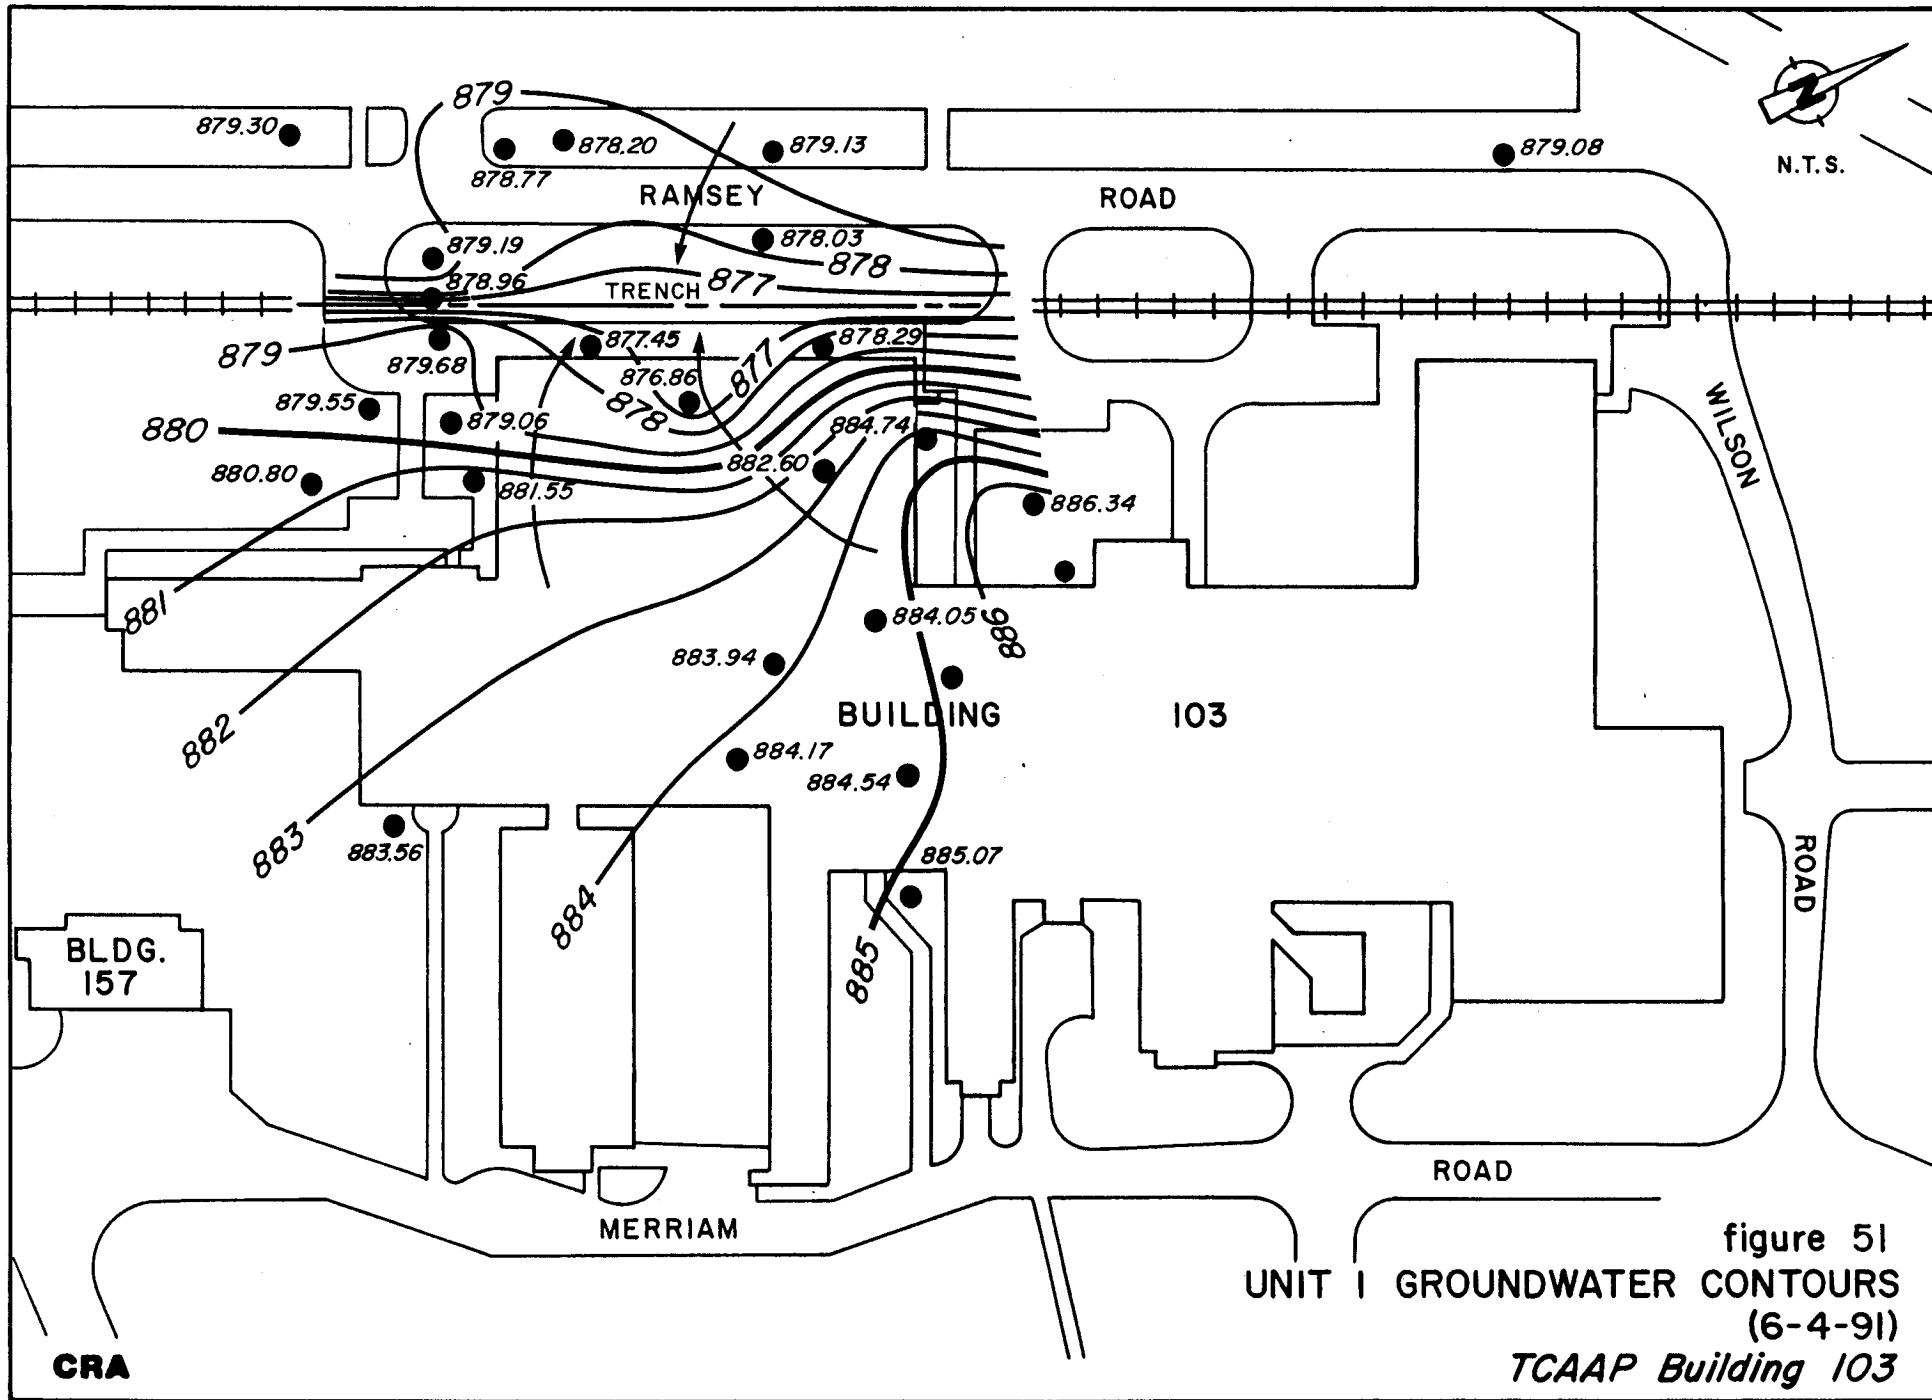 879
879.30
878.20
879.13
879.08
878.77
N
N.T.S.
RAMSEY ROAD
879.19
878.03
878
878.96
TRENCH
877
879
879.68
877.45
878.29
876.86
877
878
879.55
879.06
880
884.74
WILSON
882.60
880.80
881.55
886.34
881
884.05
886
883.94
BUILDING 103
882
884.17
884.54
883
883.56
885.07
884
885
ROAD
BLDG.
157
ROAD
MERRIAM
figure 51
UNIT 1 GROUNDWATER CONTOURS
(6-4-91)
TCAAP Building 103
CRA